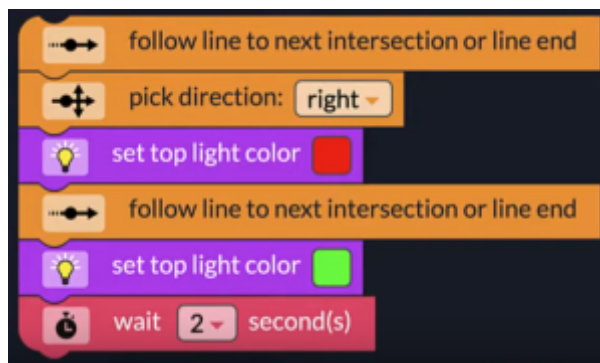 follow line to next intersection or line end
pick direction: right
set top light color
follow line to next intersection or line end
set top light color
wait 2 second(s)